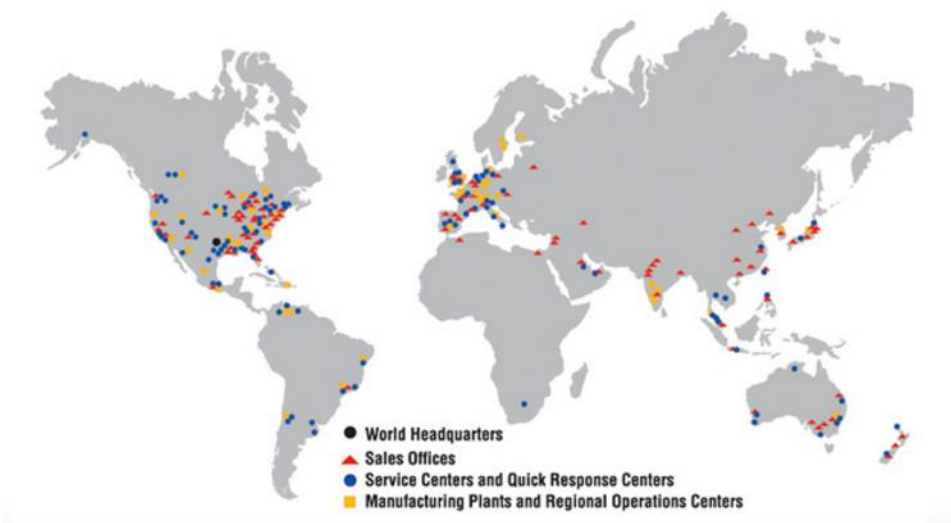 World Headquarters
Sales Offices
Service Centers and Quick Response Centers
Manufacturing Plants and Regional Operations Centers